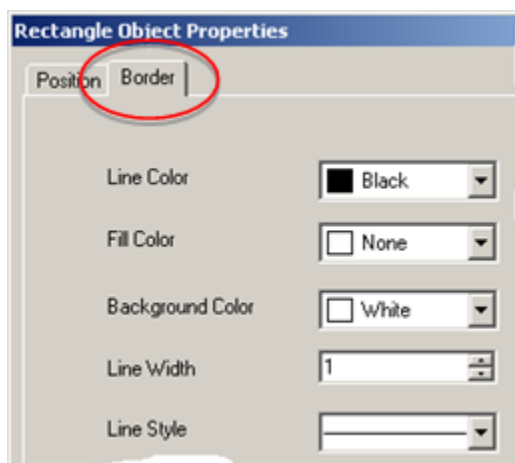 Rectangle Object Properties
Position Border
Line Color Black
Fill Color None
Background Color White
Line Width 1
Line Style